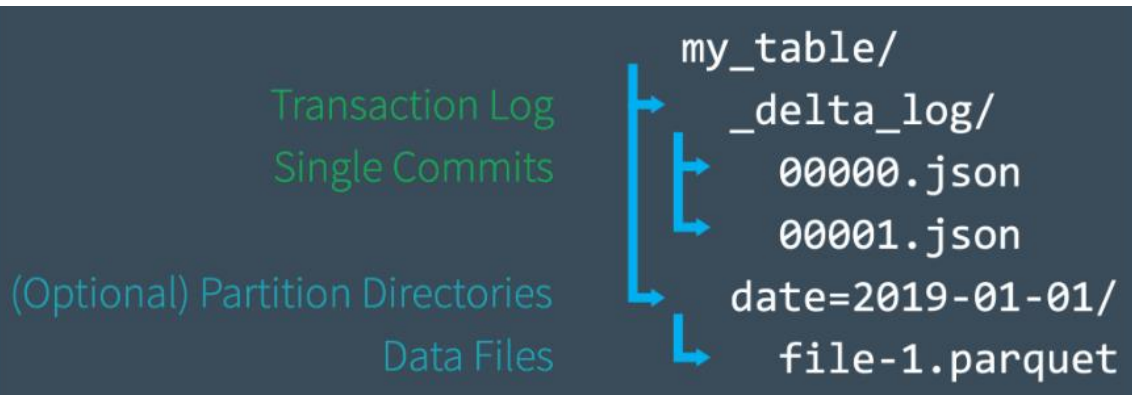 my_table/
Transaction Log _delta_log/
Single Commits 00000.json
00001.json
(Optional) Partition Directories date=2019-01-01/
Data Files file-1.parquet